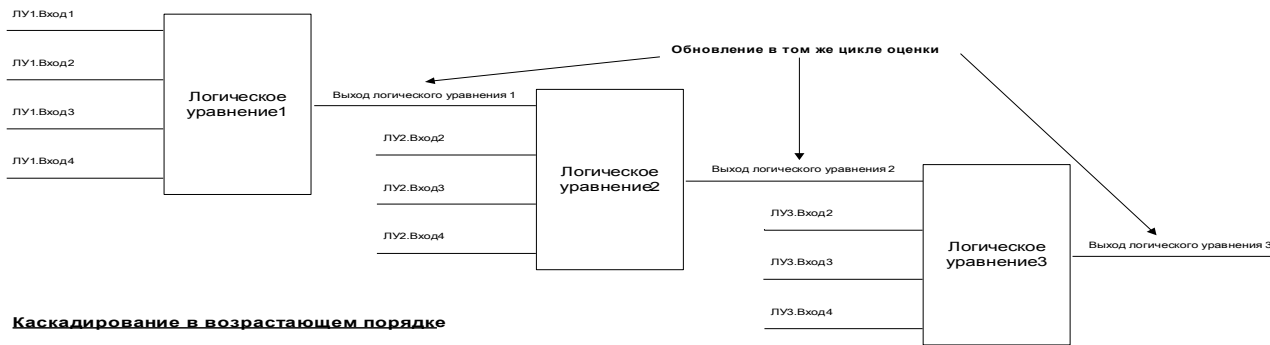 ЛУ1.Вход1
ЛУ1.Вход2
ЛУ1.Вход3
ЛУ1.Вход4
Логическое
уравнение1
Обновление в том же цикле оценки
Выход логического уравнения 1
ЛУ2.Вход2
ЛУ2.Вход3
ЛУ2.Вход4
Логическое
уравнение2
Выход логического уравнения 2
ЛУ3.Вход2
ЛУ3.Вход3
ЛУ3.Вход4
Логическое
уравнение3
Выход логического уравнения 3
Каскадирование в возрастающем порядке